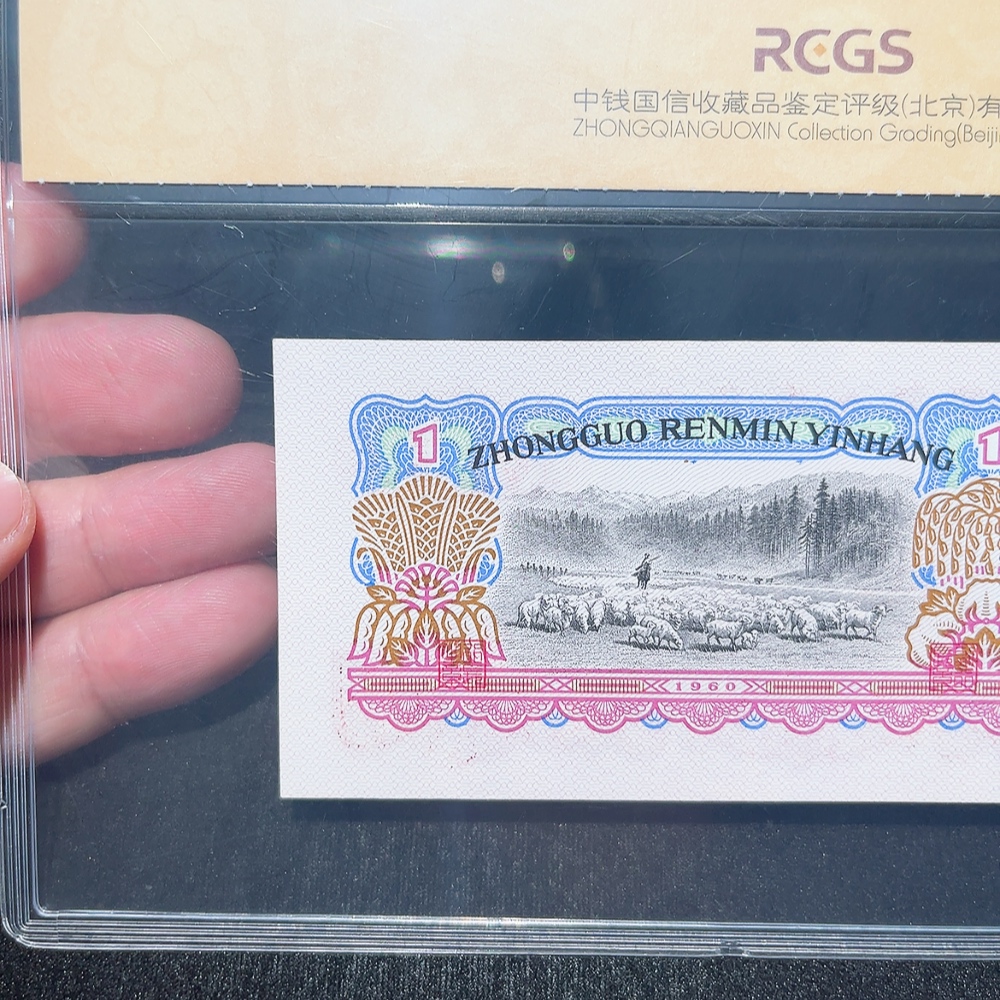 RCGS
中钱国信收藏品鉴定评级(北京)有
ZHONGQIANGUOXIN Collection Grading(Beiji
1 ZHONGGUO RENMIN YINHANG 1
1960